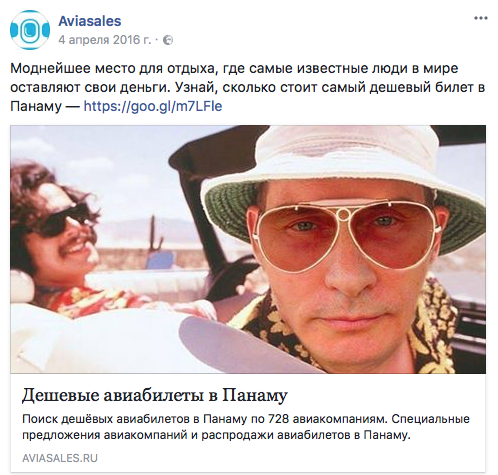 Aviasales
4 апреля 2016 г. ·
Моднейшее место для отдыха, где самые известные люди в мире
оставляют свои деньги. Узнай, сколько стоит самый дешевый билет в
Панаму — https://goo.gl/m7LFle
Дешевые авиабилеты в Панаму
Поиск дешёвых авиабилетов в Панаму по 728 авиакомпаниям. Специальные
предложения авиакомпаний и распродажи авиабилетов в Панаму.
AVIASALES.RU